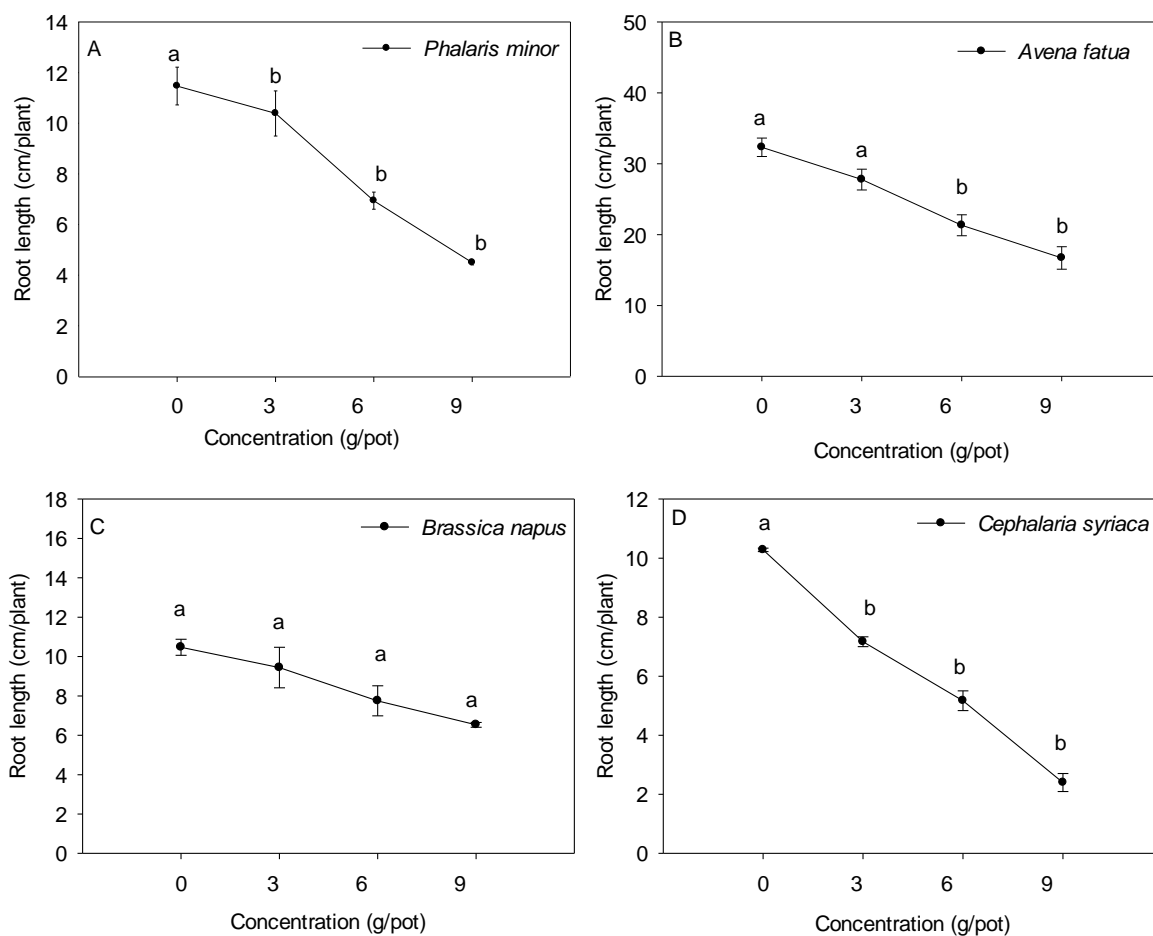 A
Phalaris minor
Root length (cm/plant)
14
12
10
8
6
4
2
0
a
b
b
b
0 3 6 9
Concentration (g/pot)
B
Avena fatua
Root length (cm/plant)
50
40
30
20
10
0
a
a
b
b
0 3 6 9
Concentration (g/pot)
C
Brassica napus
Root length (cm/plant)
18
16
14
12
10
8
6
4
2
0
a
a
a
a
0 3 6 9
Concentration (g/pot)
D
Cephalaria syriaca
Root length (cm/plant)
12
10
8
6
4
2
0
a
b
b
b
0 3 6 9
Concentration (g/pot)